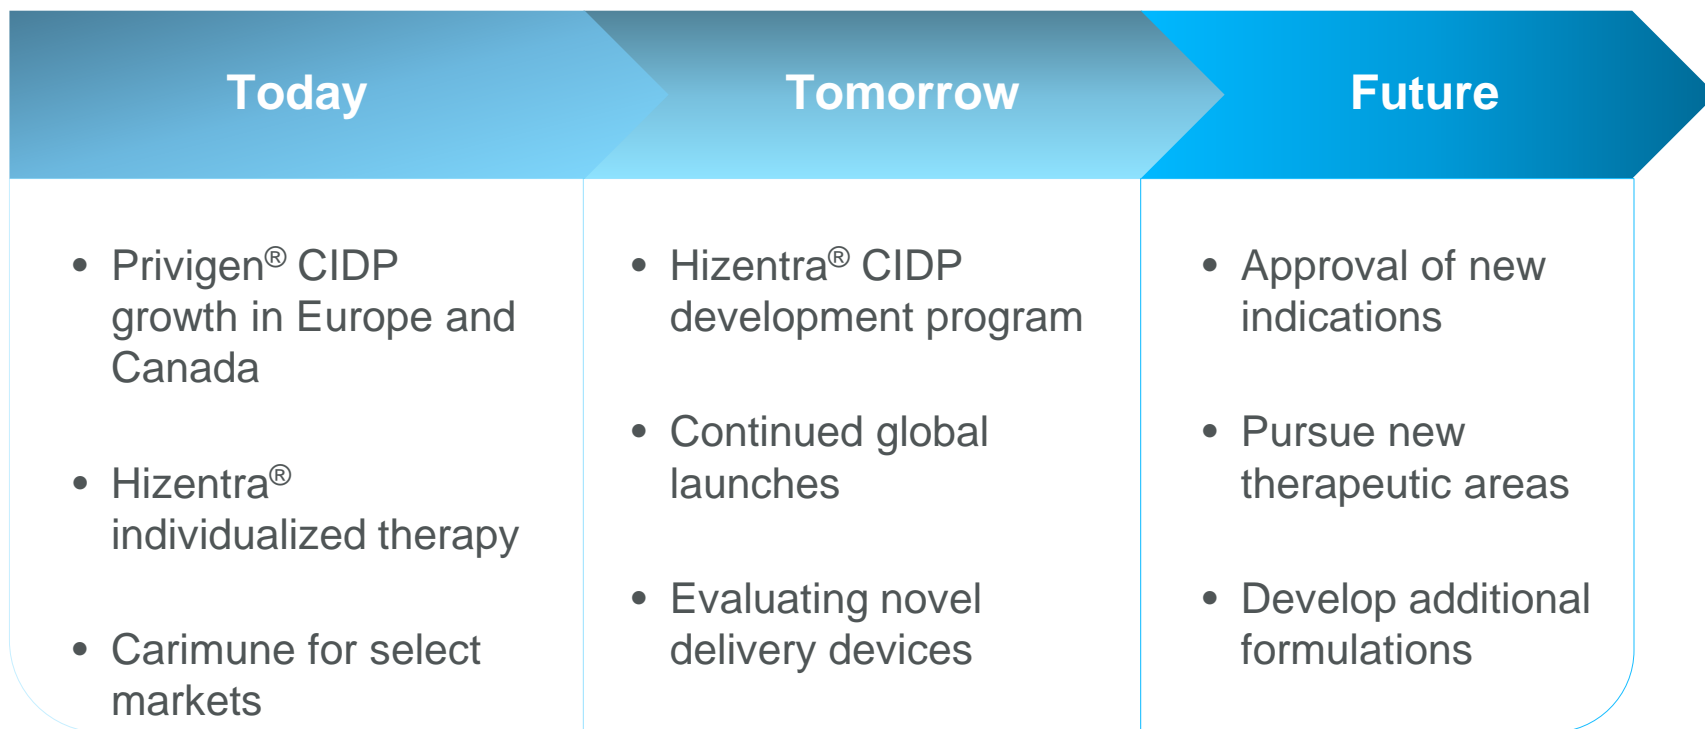 Today
• Privigen® CIDP
growth in Europe and
Canada
• Hizentra®
individualized therapy
• Carimune for select
markets
Tomorrow
• Hizentra® CIDP
development program
• Continued global
launches
• Evaluating novel
delivery devices
Future
• Approval of new
indications
• Pursue new
therapeutic areas
• Develop additional
formulations